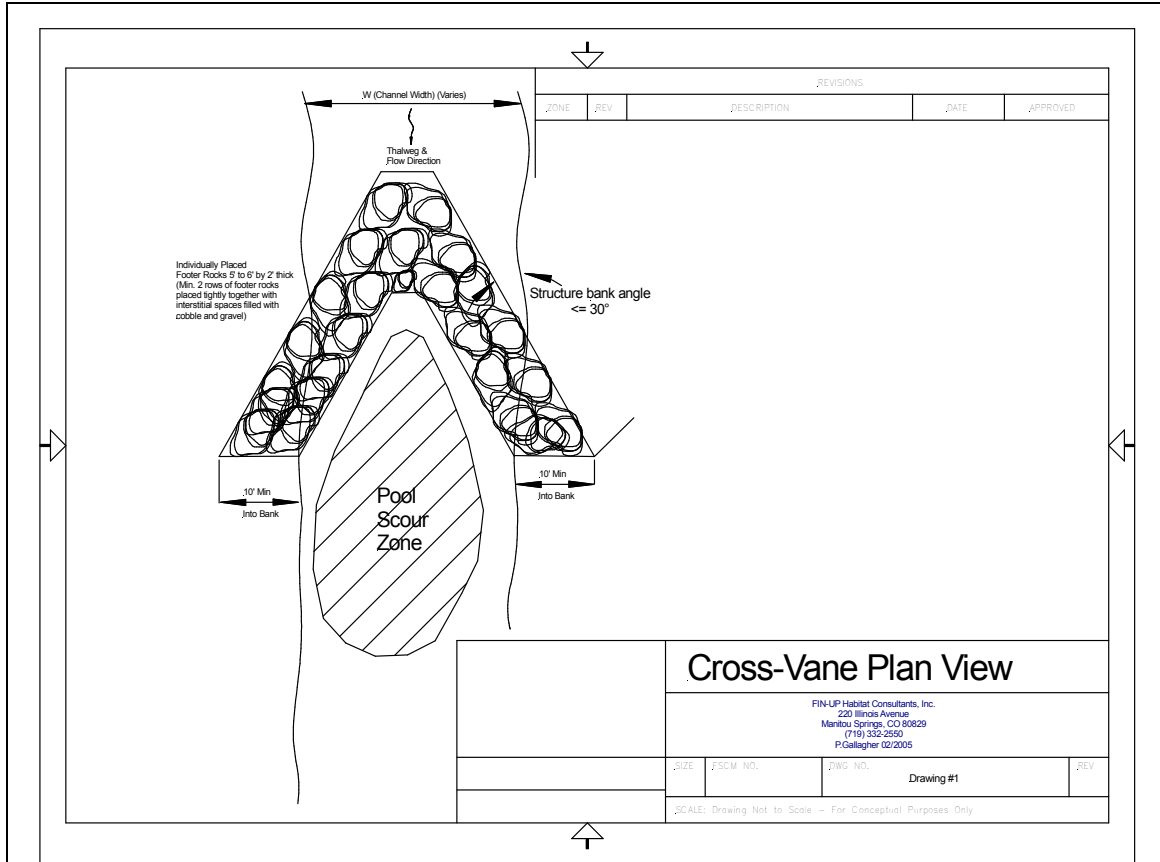 REVISIONS
ZONE REV DESCRIPTION DATE APPROVED
W (Channel Width) (Varies)
Thalweg &
Flow Direction
Individually Placed
Footer Rocks 5' to 6' by 2' thick
(Min. 2 rows of footer rocks
placed tightly together with
interstitial spaces filled with
cobble and gravel)
Structure bank angle
<= 30°
10' Min
Into Bank
10' Min
Into Bank
Pool
Scour
Zone
Cross-Vane Plan View
FIN-UP Habitat Consultants, Inc.
220 Illinois Avenue
Manitou Springs, CO 80829
(719) 332-2550
P.Gallagher 02/2005
SIZE FSCM NO. DWG NO. REV
Drawing #1
SCALE: Drawing Not to Scale – For Conceptual Purposes Only